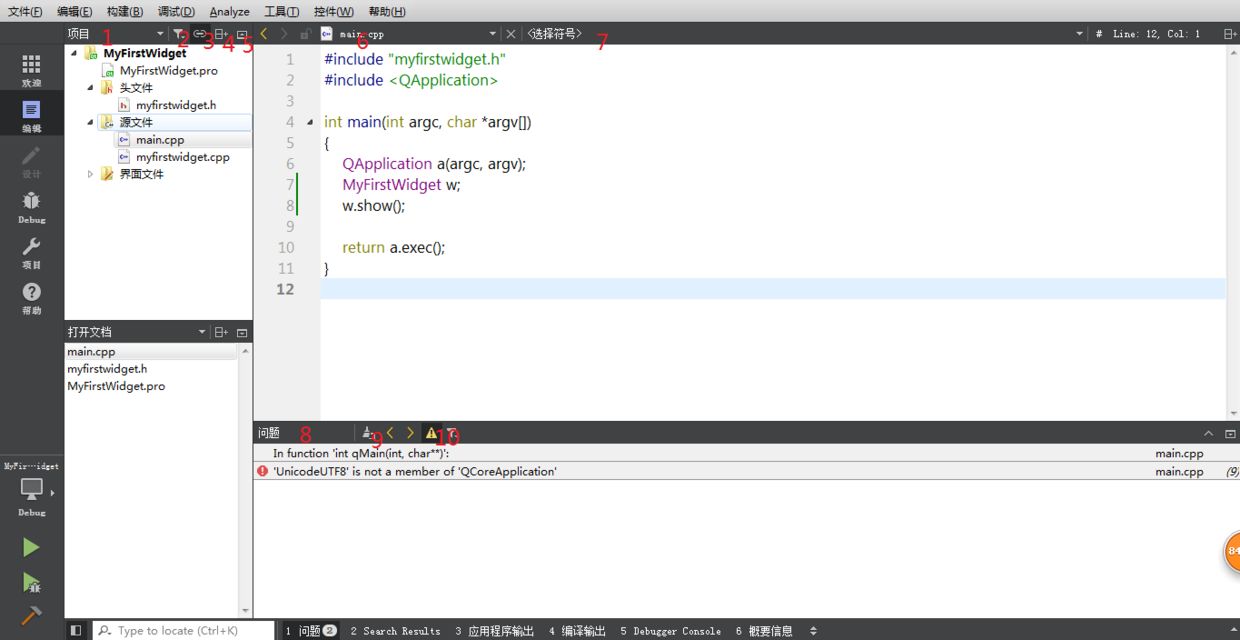 文件(F) 编辑(E) 构建(B) 调试(D) Analyze 工具(T) 控件(W) 帮助(H)
项目 1 2 3 4 5 main.cpp 6 <选择符号> 7 # Line: 12, Col: 1
欢迎
编辑
设计
Debug
项目
帮助
MyFirstWidget
MyFirstWidget.pro
头文件
myfirstwidget.h
源文件
main.cpp
myfirstwidget.cpp
界面文件
1 #include "myfirstwidget.h"
2 #include <QApplication>
3
4 int main(int argc, char *argv[])
5 {
6 QApplication a(argc, argv);
7 MyFirstWidget w;
8 w.show();
9
10 return a.exec();
11 }
12
打开文档
main.cpp
myfirstwidget.h
MyFirstWidget.pro
问题 8 9 10
In function 'int qMain(int, char**)': main.cpp
'UnicodeUTF8' is not a member of 'QCoreApplication' main.cpp (9)
84
MyFir···idget
Debug
Type to locate (Ctrl+K) 1 问题 2 2 Search Results 3 应用程序输出 4 编译输出 5 Debugger Console 6 概要信息